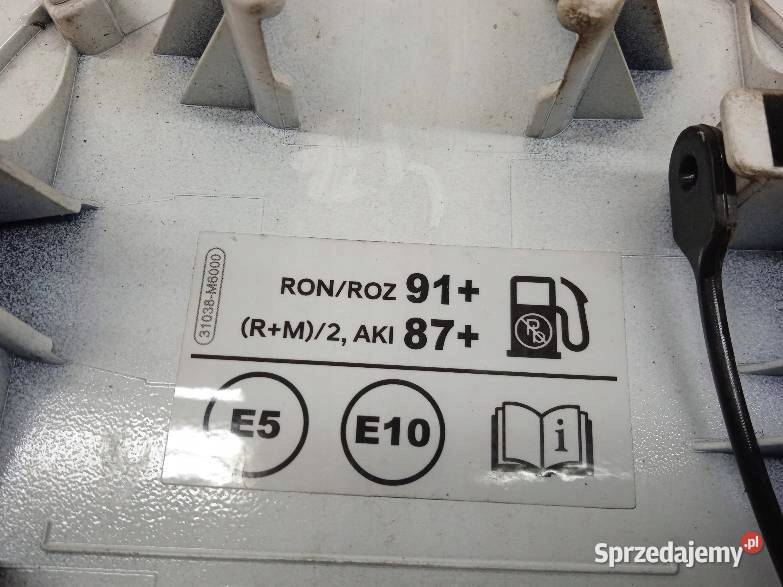 31038-M6000
RON/ROZ 91+
(R+M)/2, AKI 87+
E5
E10
i
Sprzedajemy.pl